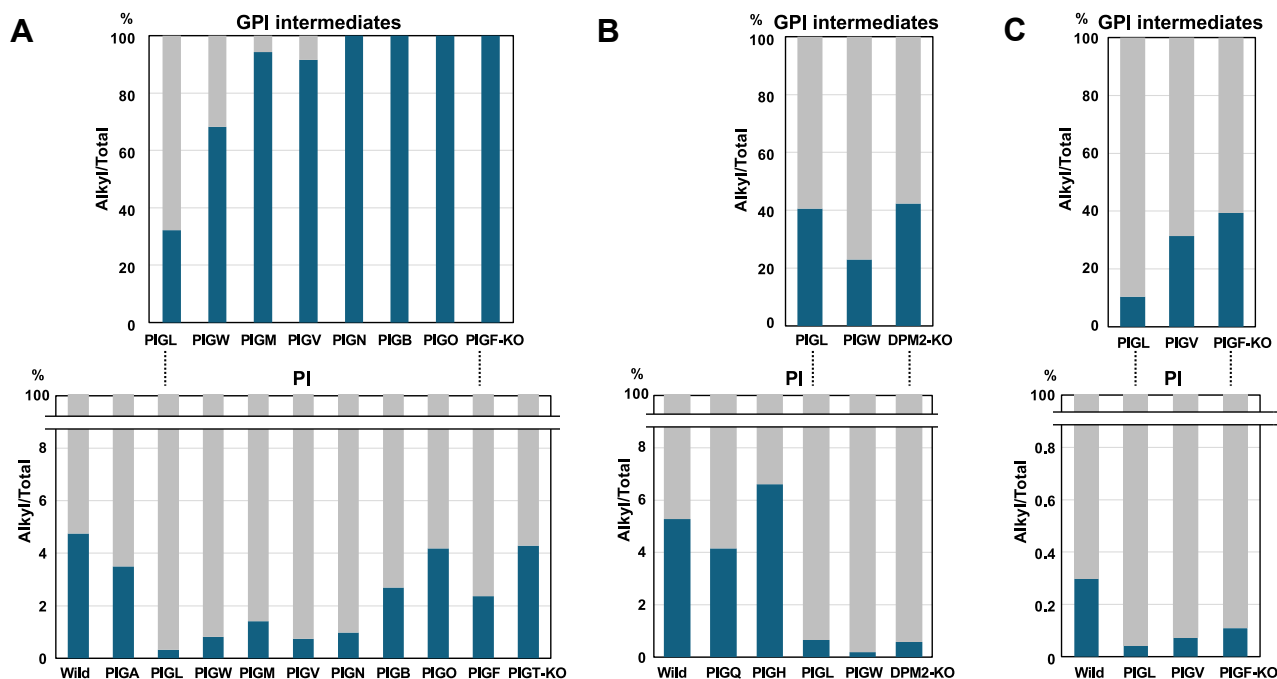 A
%
GPI intermediates
Alkyl/Total
100
80
60
40
20
0
PIGL PIGW PIGM PIGV PIGN PIGB PIGO PIGF-KO
%
PI
Alkyl/Total
100
8
6
4
2
0
Wild PIGA PIGL PIGW PIGM PIGV PIGN PIGB PIGO PIGF PIGT-KO
B
%
GPI intermediates
Alkyl/Total
100
80
60
40
20
0
PIGL PIGW DPM2-KO
%
PI
Alkyl/Total
100
8
6
4
2
0
Wild PIGQ PIGH PIGL PIGW DPM2-KO
C
%
GPI intermediates
Alkyl/Total
100
80
60
40
20
0
PIGL PIGV PIGF-KO
%
PI
Alkyl/Total
100
0.8
0.6
0.4
0.2
0
Wild PIGL PIGV PIGF-KO